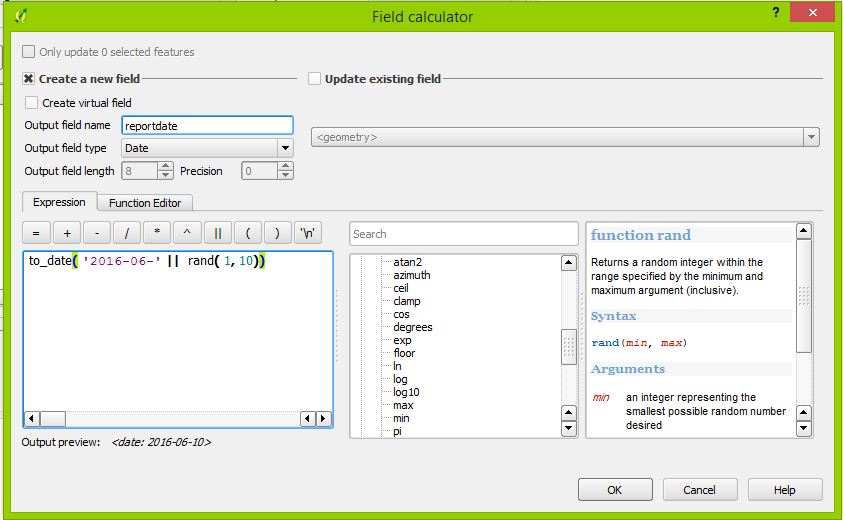 Field calculator
?
x
Only update 0 selected features
Create a new field
Update existing field
Create virtual field
Output field name
reportdate
Output field type
Date
<geometry>
Output field length
8
Precision
0
Expression
Function Editor
=
+
-
/
*
^
||
(
)
'\n'
to_date( '2016-06-' || rand( 1, 10))
Output preview: <date: 2016-06-10>
Search
atan2
azimuth
ceil
clamp
cos
degrees
exp
floor
ln
log
log10
max
min
pi
function rand
Returns a random integer within the
range specified by the minimum and
maximum argument (inclusive).
Syntax
rand(min, max)
Arguments
min an integer representing the
smallest possible random number
desired
OK
Cancel
Help